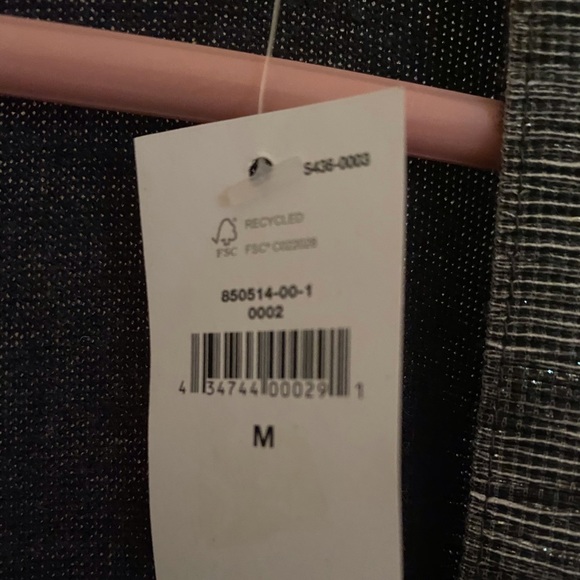 S436-0003
RECYCLED
FSC FSC® C022028
850514-00-1
0002
4 34744 00029 1
M